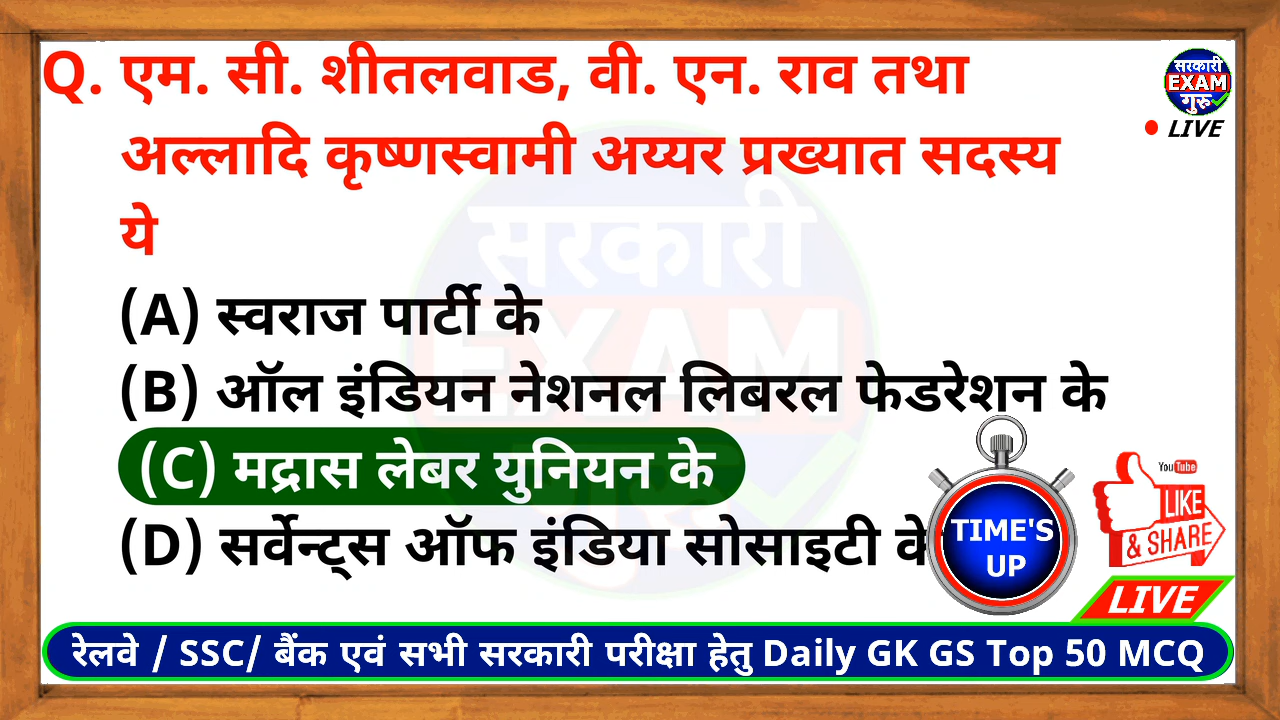 Q. एम. सी. शीतलवाड, वी. एन. राव तथा
अल्लादि कृष्णस्वामी अय्यर प्रख्यात सदस्य
ये
(A) स्वराज पार्टी के
(B) ऑल इंडियन नेशनल लिबरल फेडरेशन के
(C) मद्रास लेबर युनियन के
(D) सर्वेन्ट्स ऑफ इंडिया सोसाइटी के
सरकारी
EXAM
गुरु
LIVE
सरकारी
EXAM
गुरु
TIME'S
UP
YouTube
LIKE
& SHARE
LIVE
रेलवे / SSC/ बैंक एवं सभी सरकारी परीक्षा हेतु Daily GK GS Top 50 MCQ